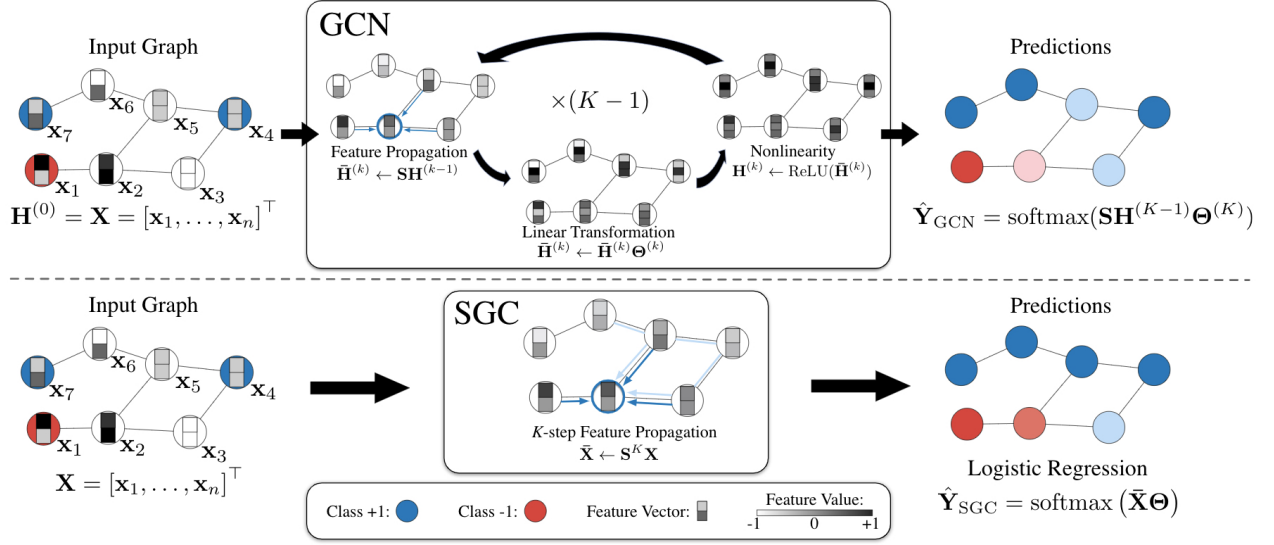 GCN
Input Graph
Predictions
x₆
x₇
x₅
x₄
x₁
x₂
x₃
×(K − 1)
Feature Propagation
H̄⁽ᵏ⁾ ← SH⁽ᵏ⁻¹⁾
Nonlinearity
H⁽ᵏ⁾ ← ReLU(H̄⁽ᵏ⁾)
Linear Transformation
H̄⁽ᵏ⁾ ← H̄⁽ᵏ⁾Θ⁽ᵏ⁾
H⁽⁰⁾ = X = [x₁, . . . , xₙ]⊤
Ŷ_GCN = softmax(SH⁽ᴷ⁻¹⁾Θ⁽ᴷ⁾)
Input Graph
SGC
Predictions
x₆
x₇
x₅
x₄
x₁
x₂
x₃
K-step Feature Propagation
X̄ ← SᴷX
X = [x₁, . . . , xₙ]⊤
Logistic Regression
Ŷ_SGC = softmax (X̄Θ)
Class +1:
Class -1:
Feature Vector:
Feature Value:
-1 0 +1